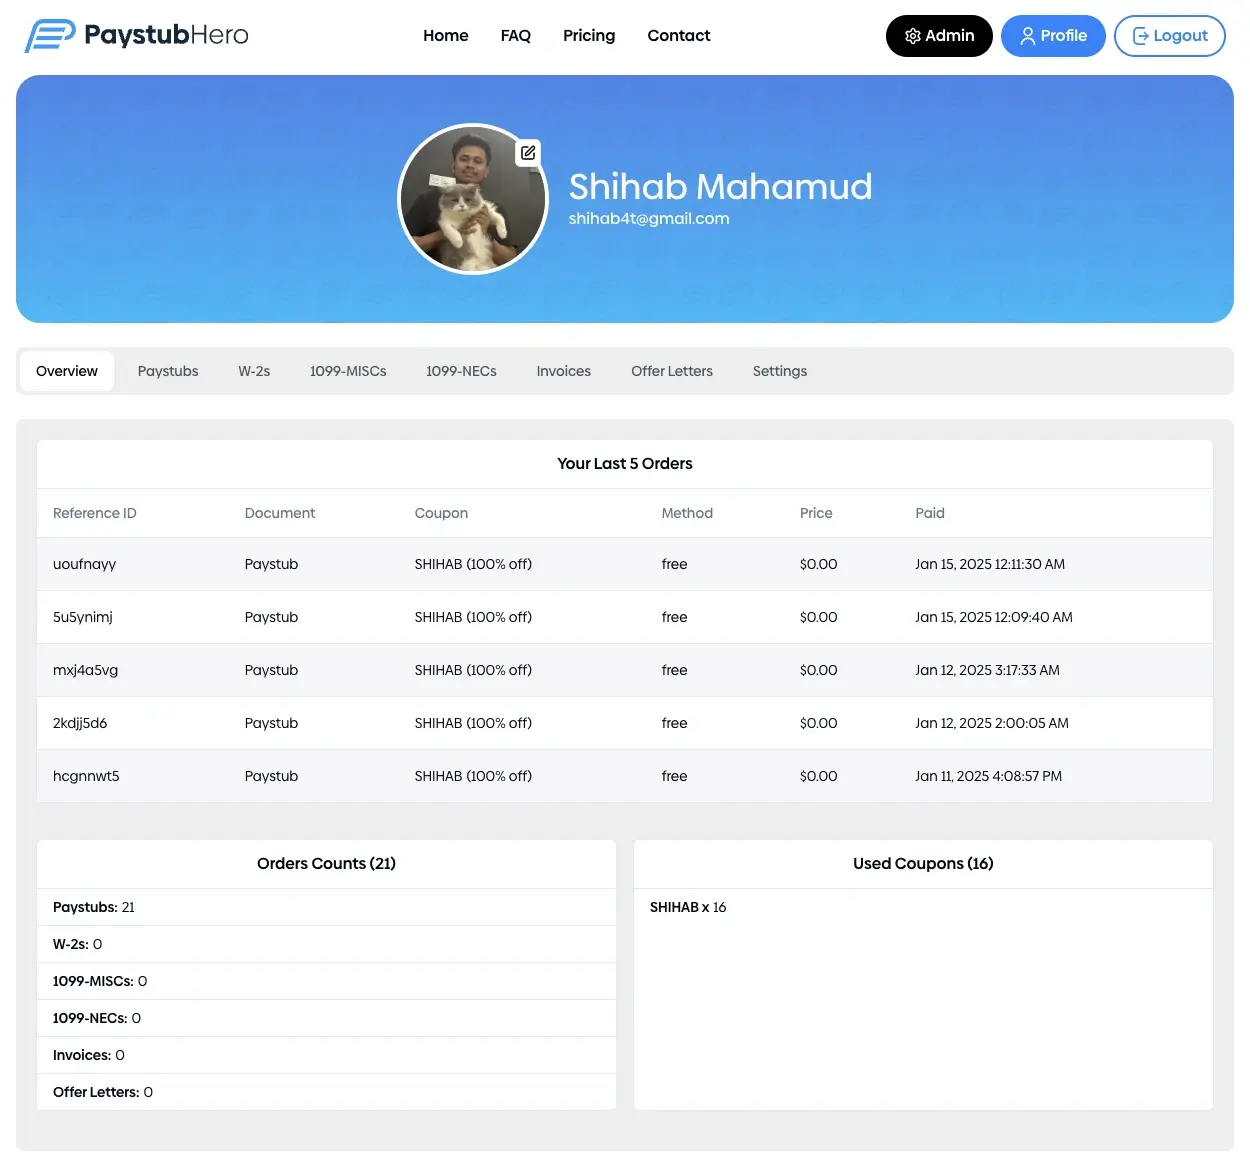 PaystubHero Home FAQ Pricing Contact Admin Profile Logout
Shihab Mahamud
shihab4t@gmail.com
Overview Paystubs W-2s 1099-MISCs 1099-NECs Invoices Offer Letters Settings
Your Last 5 Orders
Reference ID Document Coupon Method Price Paid
uoufnayy Paystub SHIHAB (100% off) free $0.00 Jan 15, 2025 12:11:30 AM
5u5ynimj Paystub SHIHAB (100% off) free $0.00 Jan 15, 2025 12:09:40 AM
mxj4a5vg Paystub SHIHAB (100% off) free $0.00 Jan 12, 2025 3:17:33 AM
2kdjj5d6 Paystub SHIHAB (100% off) free $0.00 Jan 12, 2025 2:00:05 AM
hcgnnwt5 Paystub SHIHAB (100% off) free $0.00 Jan 11, 2025 4:08:57 PM
Orders Counts (21)
Paystubs: 21
W-2s: 0
1099-MISCs: 0
1099-NECs: 0
Invoices: 0
Offer Letters: 0
Used Coupons (16)
SHIHAB x 16